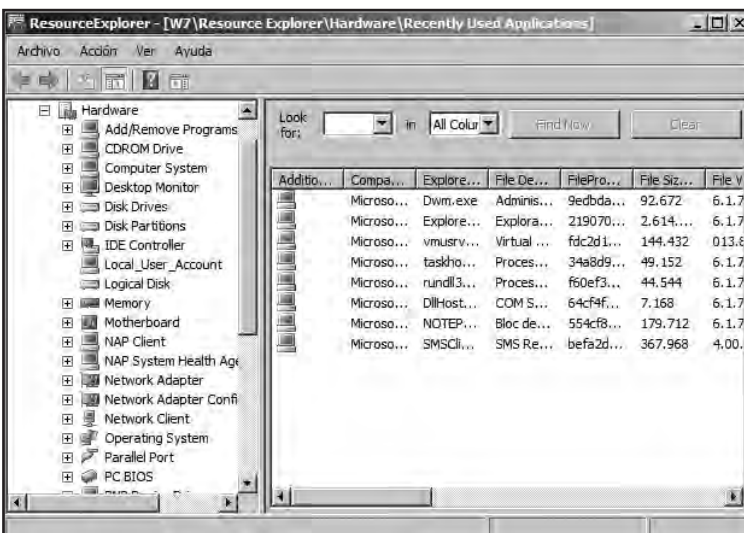 ResourceExplorer - [W7\Resource Explorer\Hardware\Recently Used Applications]
Archivo Acción Ver Ayuda
Hardware
Add/Remove Programs
CDROM Drive
Computer System
Desktop Monitor
Disk Drives
Disk Partitions
IDE Controller
Local_User_Account
Logical Disk
Memory
Motherboard
NAP Client
NAP System Health Age
Network Adapter
Network Adapter Confi
Network Client
Operating System
Parallel Port
PC BIOS
Look for: in All Colur Find Now Clear
Additio... Compa... Explore... File De... FilePro... File Siz... File V
Microso... Dwm.exe Adminis... 9edbda... 92.672 6.1.7
Microso... Explore... Explora... 219070... 2.614.... 6.1.7
Microso... vmusrv... Virtual ... fdc2d1... 144.432 013.8
Microso... taskho... Proces... 34a8d9... 49.152 6.1.7
Microso... rundll3... Proces... f60ef3... 44.544 6.1.7
Microso... DllHost... COM S... 64cf4f... 7.168 6.1.7
Microso... NOTEP... Bloc de... 554cf8... 179.712 6.1.7
Microso... SMSCli... SMS Re... befa2d... 367.968 4.00.